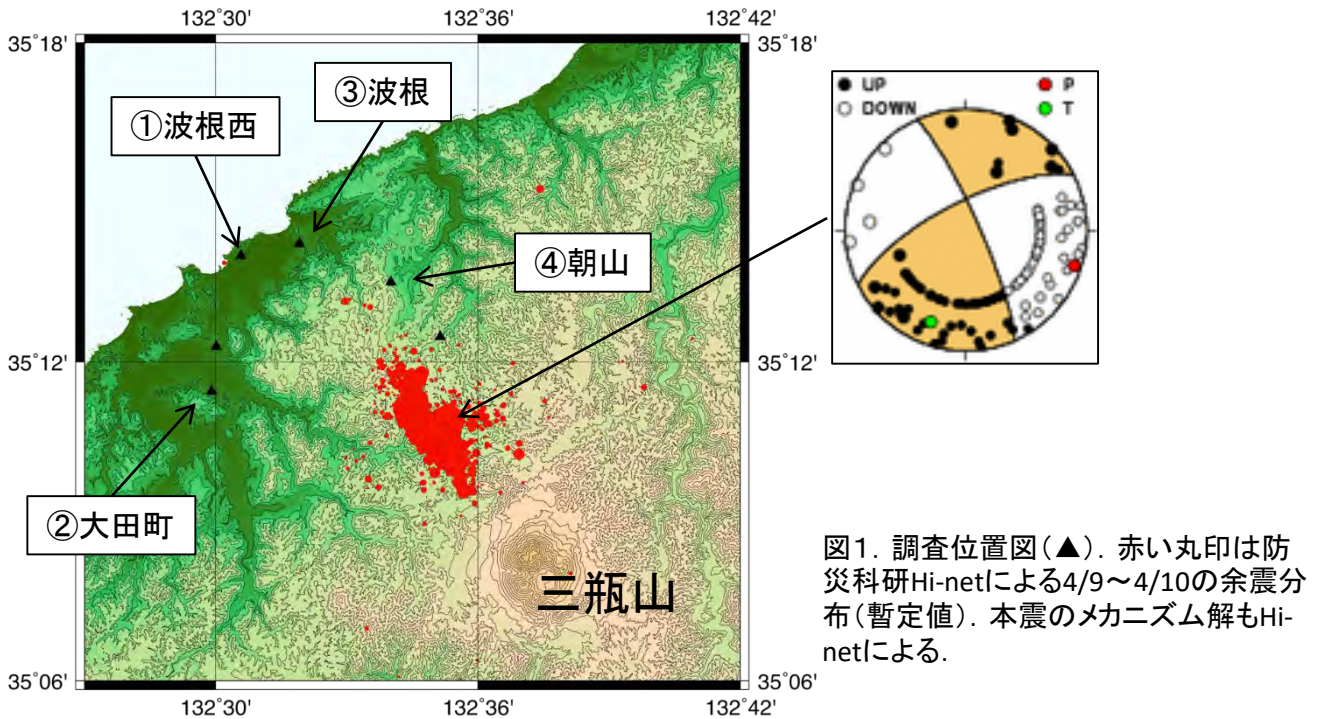 132˚30'
132˚36'
132˚42'
35˚18'
35˚18'
③波根
①波根西
● UP
● P
○ DOWN
● T
④朝山
35˚12'
35˚12'
②大田町
三瓶山
35˚06'
35˚06'
132˚30'
132˚36'
132˚42'
図1. 調査位置図(▲). 赤い丸印は防
災科研Hi-netによる4/9～4/10の余震分
布(暫定値). 本震のメカニズム解もHi-
netによる.